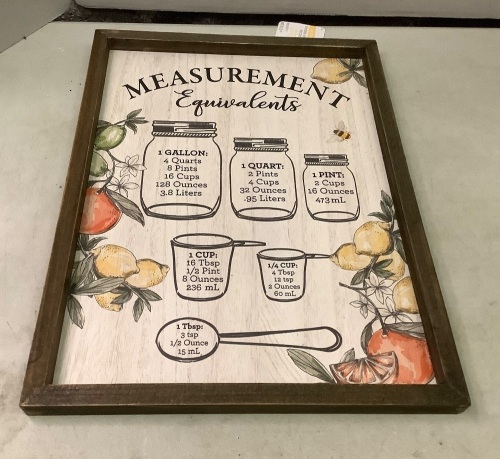 MEASUREMENT
Equivalents
1 GALLON:
4 Quarts
8 Pints
16 Cups
128 Ounces
3.8 Liters
1 QUART:
2 Pints
4 Cups
32 Ounces
.95 Liters
1 PINT:
2 Cups
16 Ounces
473 mL
1 CUP:
16 Tbsp
1/2 Pint
8 Ounces
236 mL
1/4 CUP:
4 Tbsp
12 tsp
2 Ounces
60 mL
1 Tbsp:
3 tsp
1/2 Ounce
15 mL